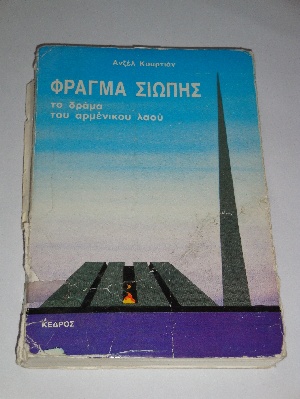 Ανζέλ Κιουρτιάν
ΦΡΑΓΜΑ ΣΙΩΠΗΣ
το δράμα
του αρμένικου λαού
ΚΕΔΡΟΣ